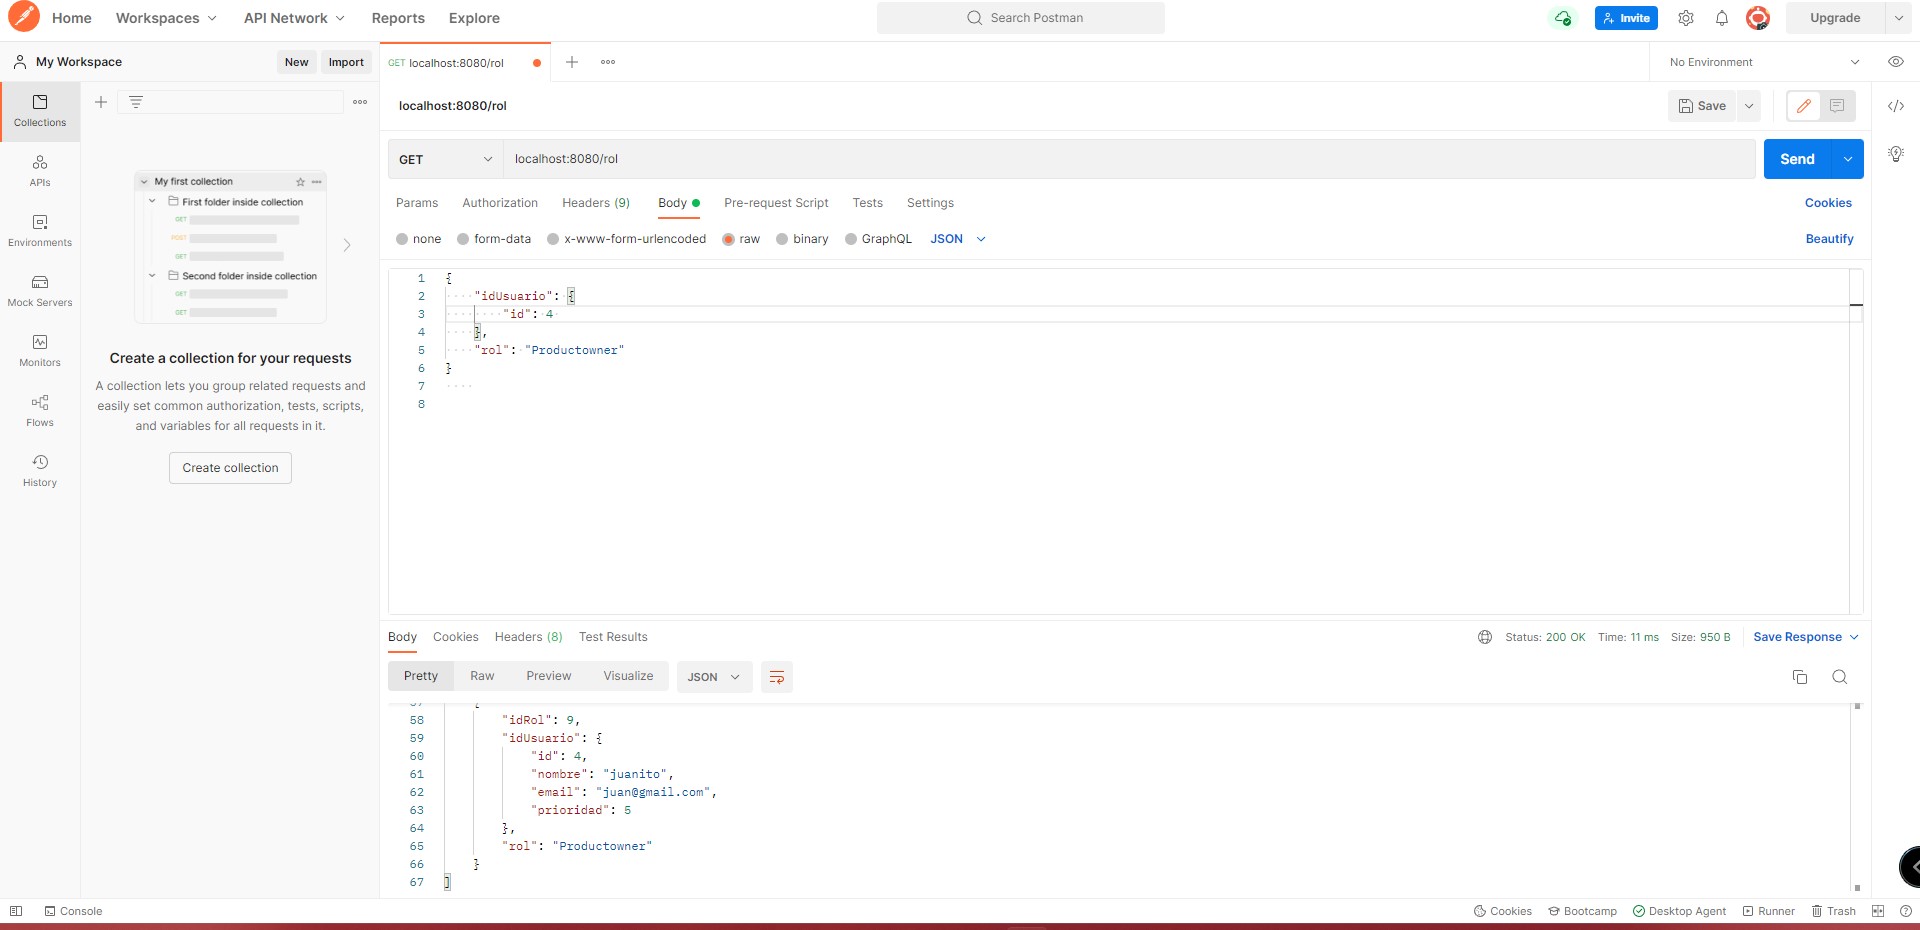 Home Workspaces API Network Reports Explore Search Postman Invite Upgrade
My Workspace New Import GET localhost:8080/rol No Environment
localhost:8080/rol Save
Collections
APIs
Environments
Mock Servers
Monitors
Flows
History
My first collection
First folder inside collection
GET
POST
GET
Second folder inside collection
GET
GET
Create a collection for your requests
A collection lets you group related requests and
easily set common authorization, tests, scripts,
and variables for all requests in it.
Create collection
GET localhost:8080/rol Send
Params Authorization Headers (9) Body Pre-request Script Tests Settings Cookies
none form-data x-www-form-urlencoded raw binary GraphQL JSON Beautify
1 {
2 "idUsuario": {
3 "id": 4
4 },
5 "rol": "Productowner"
6 }
7
8
Body Cookies Headers (8) Test Results Status: 200 OK Time: 11 ms Size: 950 B Save Response
Pretty Raw Preview Visualize JSON
58 "idRol": 9,
59 "idUsuario": {
60 "id": 4,
61 "nombre": "juanito",
62 "email": "juan@gmail.com",
63 "prioridad": 5
64 },
65 "rol": "Productowner"
66 }
67 ]
Console Cookies Bootcamp Desktop Agent Runner Trash